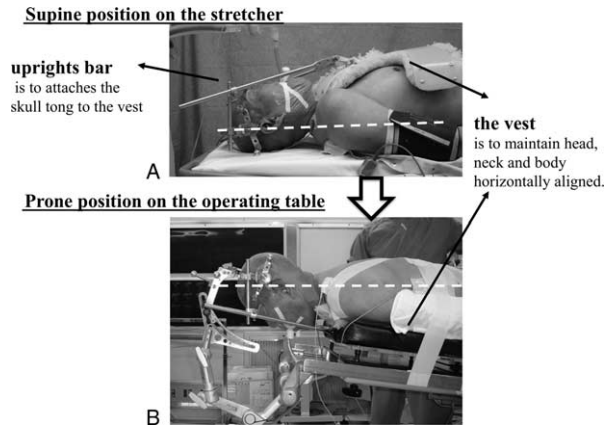 Supine position on the stretcher
uprights bar
is to attaches the
skull tong to the vest
the vest
is to maintain head,
neck and body
horizontally aligned.
A
Prone position on the operating table
B